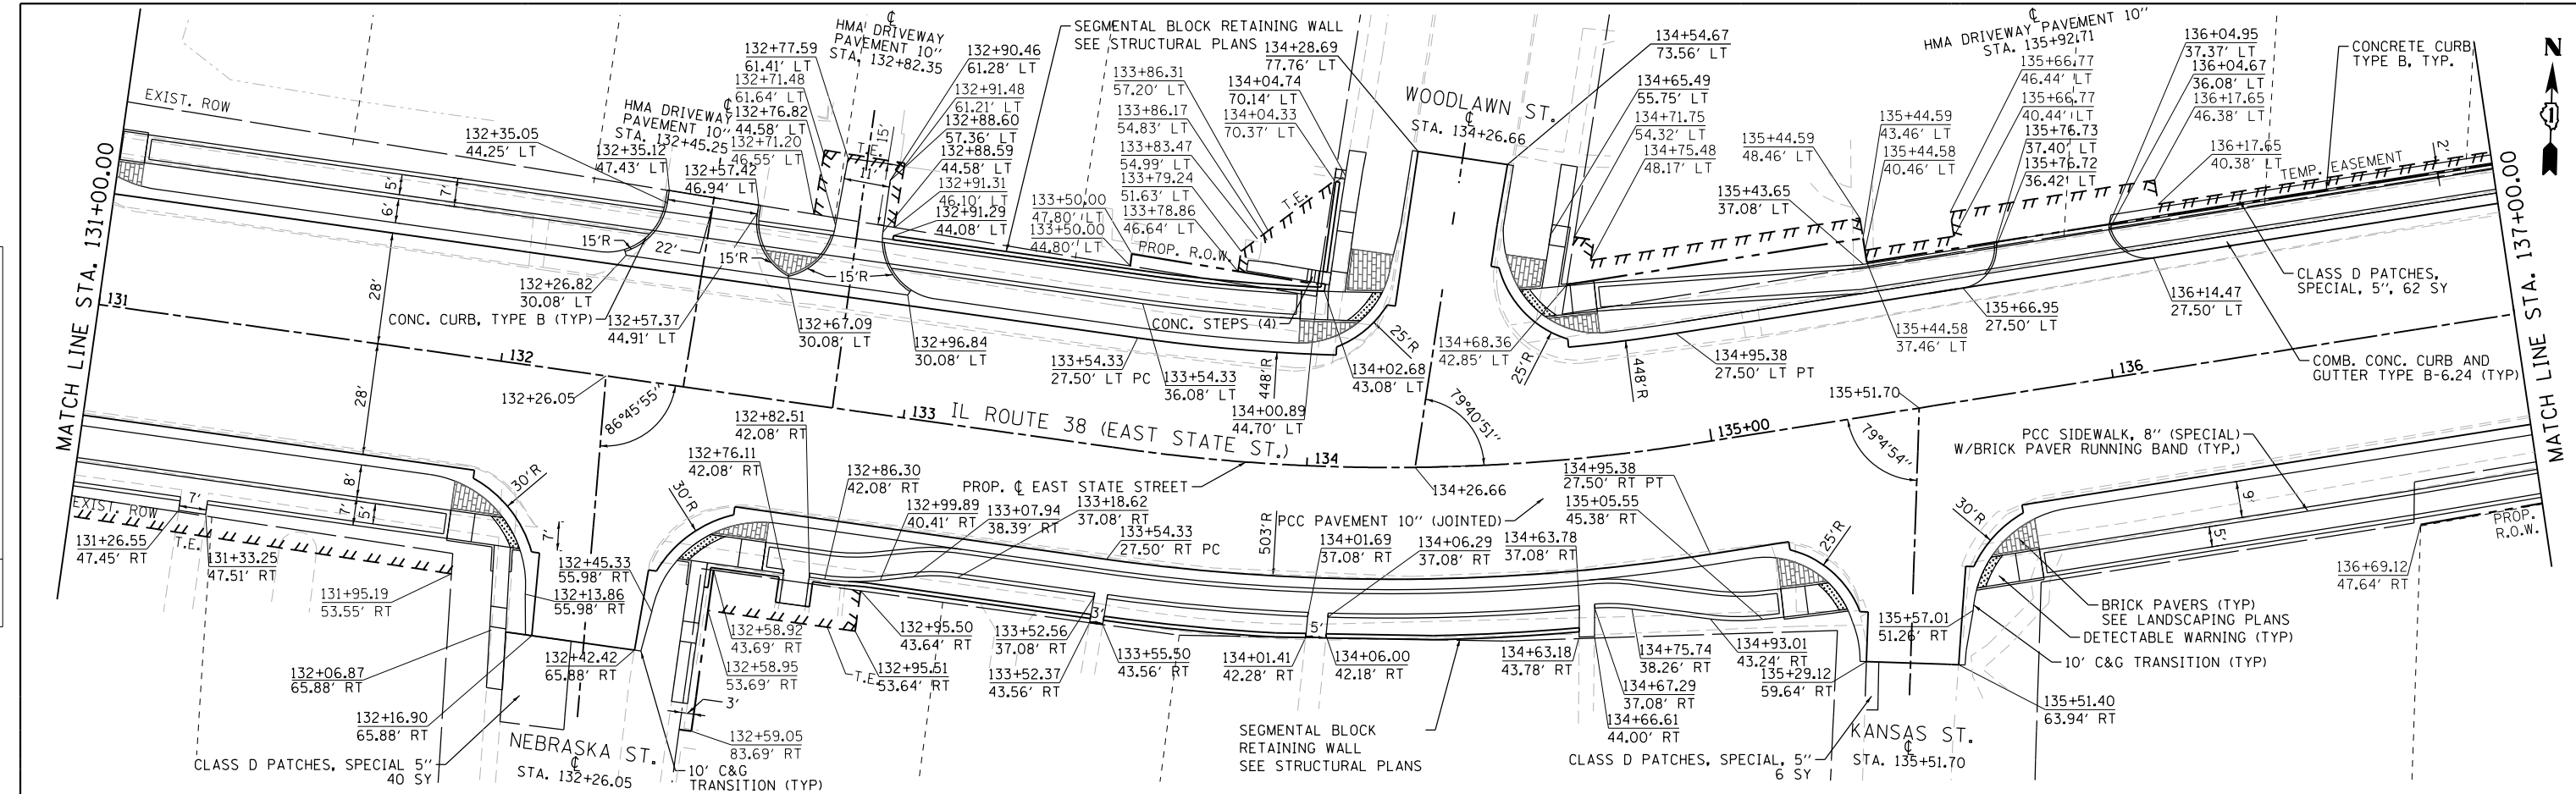 MATCH LINE STA. 131+00.00
EXIST. ROW
132+35.05
44.25' LT
HMA DRIVEWAY
PAVEMENT 10"
STA. 132+45.25
℄
132+35.12
47.43' LT
132+57.42
46.94' LT
℄
HMA DRIVEWAY
PAVEMENT 10"
STA. 132+82.35
132+77.59
61.41' LT
132+71.48
61.64' LT
132+76.82
44.58' LT
132+71.20
46.55' LT
T.E.
15'
11'
132+90.46
61.28' LT
132+91.48
61.21' LT
132+88.60
57.36' LT
132+88.59
44.58' LT
132+91.31
46.10' LT
132+91.29
44.08' LT
SEGMENTAL BLOCK RETAINING WALL
SEE STRUCTURAL PLANS
133+86.31
57.20' LT
133+86.17
54.83' LT
133+83.47
54.99' LT
133+79.24
51.63' LT
133+78.86
46.64' LT
133+50.00
47.80' LT
133+50.00
44.80' LT
PROP. R.O.W.
T.E.
134+28.69
77.76' LT
134+04.74
70.14' LT
134+04.33
70.37' LT
134+54.67
73.56' LT
WOODLAWN ST.
℄
STA. 134+26.66
134+65.49
55.75' LT
134+71.75
54.32' LT
134+75.48
48.17' LT
135+44.59
48.46' LT
135+43.65
37.08' LT
135+44.59
43.46' LT
135+44.58
40.46' LT
℄
HMA DRIVEWAY PAVEMENT 10"
STA. 135+92.71
135+66.77
46.44' LT
135+66.77
40.44' LT
135+76.73
37.40' LT
135+76.72
36.42' LT
136+04.95
37.37' LT
136+04.67
36.08' LT
136+17.65
46.38' LT
136+17.65
40.38' LT
TEMP. EASEMENT
2'
CONCRETE CURB,
TYPE B, TYP.
N
MATCH LINE STA. 137+00.00
5'
7'
6'
28'
28'
15'R
22'
15'R
15'R
131
132+26.82
30.08' LT
CONC. CURB, TYPE B (TYP)
132+57.37
44.91' LT
132+67.09
30.08' LT
132+96.84
30.08' LT
CONC. STEPS (4)
133+54.33
27.50' LT PC
133+54.33
36.08' LT
448'R
25'R
134+02.68
43.08' LT
134+00.89
44.70' LT
134+68.36
42.85' LT
25'R
448'R
134+95.38
27.50' LT PT
135+44.58
37.46' LT
135+66.95
27.50' LT
136+14.47
27.50' LT
CLASS D PATCHES,
SPECIAL, 5", 62 SY
COMB. CONC. CURB AND
GUTTER TYPE B-6.24 (TYP)
132
132+26.05
86°45'55"
133
IL ROUTE 38 (EAST STATE ST.)
134
79°40'51"
134+26.66
135+00
135+51.70
79°4'54"
136
PROP. ℄ EAST STATE STREET
PCC PAVEMENT 10" (JOINTED)
PCC SIDEWALK, 8" (SPECIAL)
W/BRICK PAVER RUNNING BAND (TYP.)
8'
7'
5'
7'
EXIST. ROW
T.E.
131+26.55
47.45' RT
131+33.25
47.51' RT
131+95.19
53.55' RT
30'R
7'
30'R
132+45.33
55.98' RT
132+13.86
55.98' RT
132+06.87
65.88' RT
132+16.90
65.88' RT
132+42.42
65.88' RT
CLASS D PATCHES, SPECIAL 5"
40 SY
NEBRASKA ST.
℄
STA. 132+26.05
132+76.11
42.08' RT
132+82.51
42.08' RT
132+86.30
42.08' RT
132+99.89
40.41' RT
133+07.94
38.39' RT
133+18.62
37.08' RT
133+54.33
27.50' RT PC
132+58.92
43.69' RT
132+58.95
53.69' RT
3'
132+59.05
83.69' RT
10' C&G
TRANSITION (TYP)
T.E.
132+95.50
43.64' RT
132+95.51
53.64' RT
133+52.56
37.08' RT
133+52.37
43.56' RT
3'
133+55.50
43.56' RT
503'R
134+01.69
37.08' RT
134+06.29
37.08' RT
134+63.78
37.08' RT
5'
134+01.41
42.28' RT
134+06.00
42.18' RT
134+63.18
43.78' RT
SEGMENTAL BLOCK
RETAINING WALL
SEE STRUCTURAL PLANS
134+95.38
27.50' RT PT
135+05.55
45.38' RT
134+75.74
38.26' RT
134+67.29
37.08' RT
134+66.61
44.00' RT
134+93.01
43.24' RT
135+29.12
59.64' RT
25'R
30'R
135+57.01
51.26' RT
135+51.40
63.94' RT
CLASS D PATCHES, SPECIAL, 5"
6 SY
KANSAS ST.
℄
STA. 135+51.70
9'
5'
BRICK PAVERS (TYP)
SEE LANDSCAPING PLANS
DETECTABLE WARNING (TYP)
10' C&G TRANSITION (TYP)
136+69.12
47.64' RT
PROP.
R.O.W.